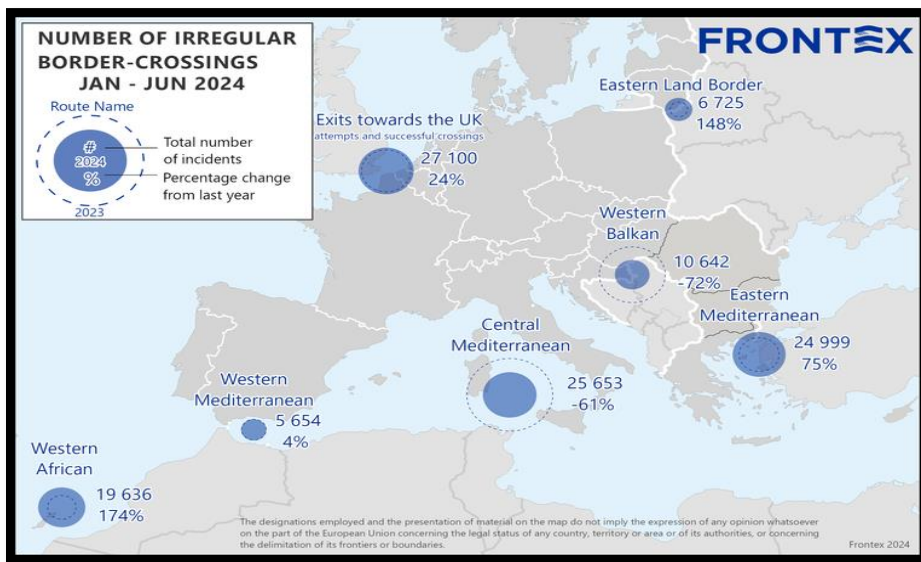 NUMBER OF IRREGULAR
BORDER-CROSSINGS
JAN - JUN 2024
Route Name
#
2024
%
Total number
of incidents
Percentage change
from last year
2023
FRONTEX
Eastern Land Border
6 725
148%
Exits towards the UK
attempts and successful crossings
27 100
24%
Western
Balkan
10 642
-72%
Eastern
Mediterranean
24 999
75%
Central
Mediterranean
25 653
-61%
Western
Mediterranean
5 654
4%
Western
African
19 636
174%
The designations employed and the presentation of material on the map do not imply the expression of any opinion whatsoever
on the part of the European Union concerning the legal status of any country, territory or area or of its authorities, or concerning
the delimitation of its frontiers or boundaries.
Frontex 2024